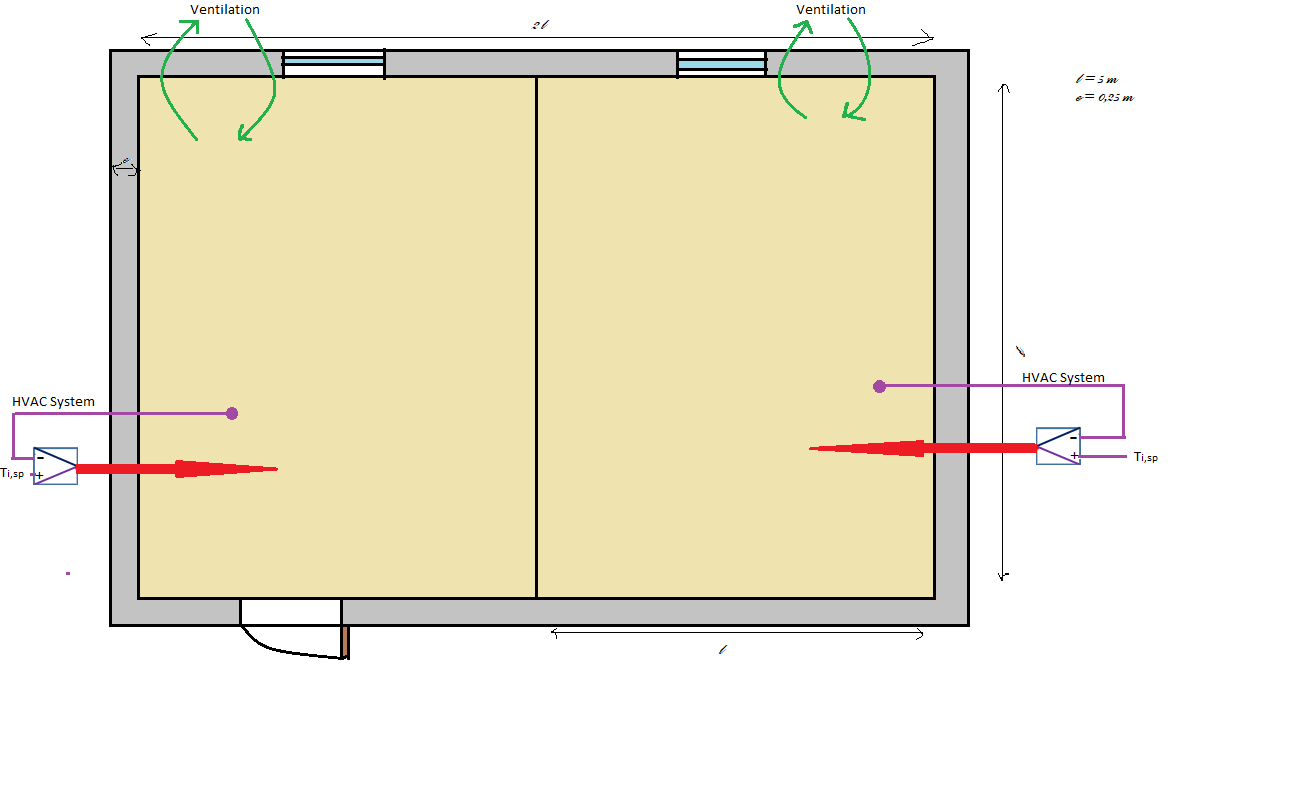 Ventilation
2l
Ventilation
l = 5 m
e = 0,25 m
e
l
HVAC System
HVAC System
-
+
Ti,sp
-
+
Ti,sp
l